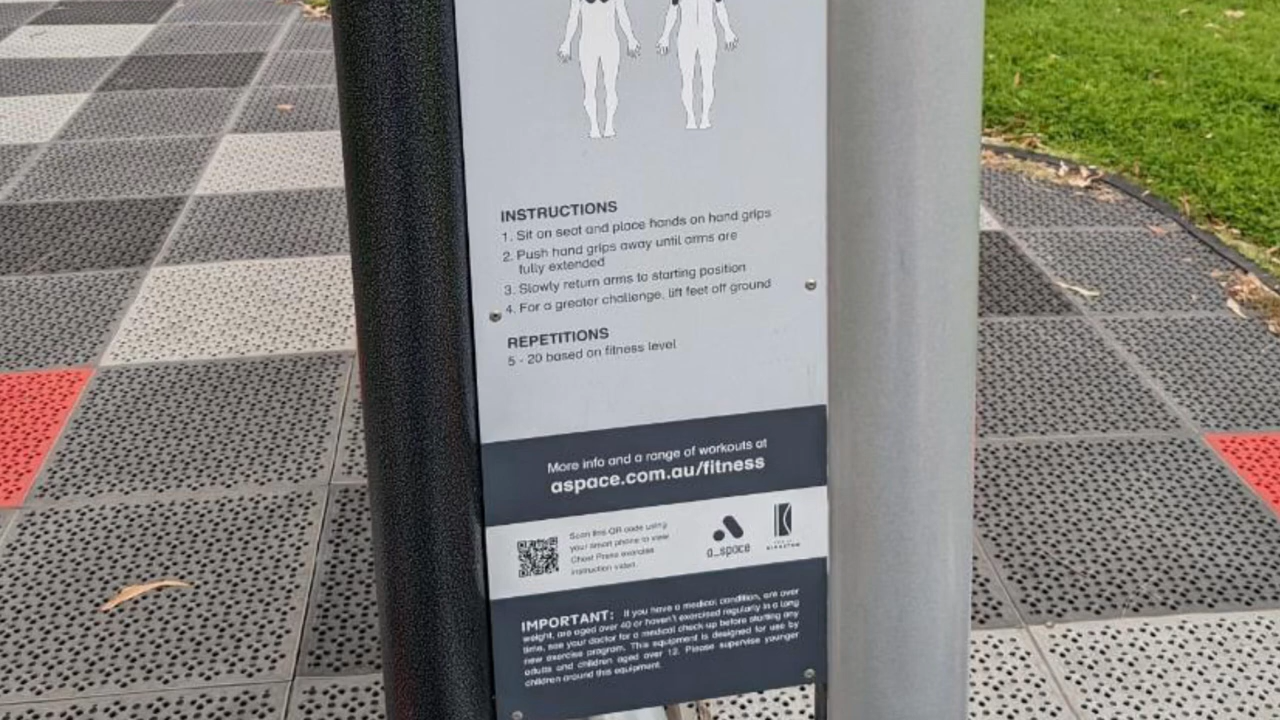 INSTRUCTIONS
1. Sit on seat and place hands on hand grips
2. Push hand grips away until arms are
fully extended
3. Slowly return arms to starting position
4. For a greater challenge, lift feet off ground
REPETITIONS
5 - 20 based on fitness level
More info and a range of workouts at
aspace.com.au/fitness
Scan this QR code using
your smart phone to view
Chest Press exercise
instruction video.
a_space
KINGSTON
IMPORTANT: If you have a medical condition, are over
weight, are aged over 40 or haven't exercised regularly in a long
time, see your doctor for a medical check-up before starting any
new exercise program. This equipment is designed for use by
adults and children aged over 12. Please supervise younger
children around this equipment.